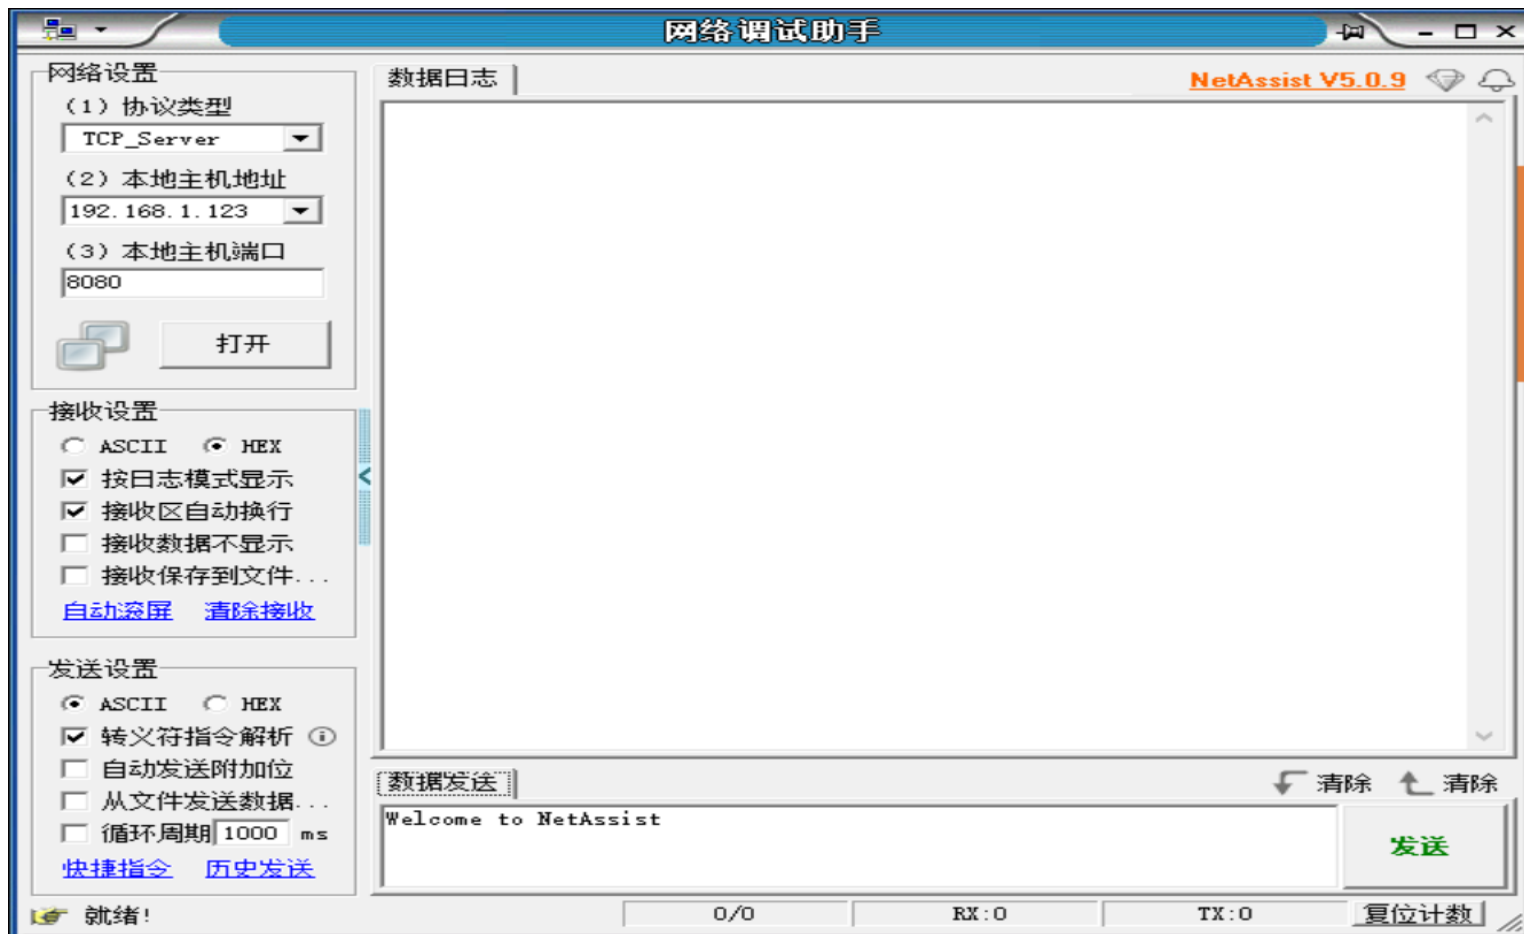 网络调试助手
网络设置
(1) 协议类型
TCP_Server
(2) 本地主机地址
192.168.1.123
(3) 本地主机端口
8080
打开
接收设置
ASCII HEX
按日志模式显示
接收区自动换行
接收数据不显示
接收保存到文件...
自动滚屏 清除接收
发送设置
ASCII HEX
转义符指令解析
自动发送附加位
从文件发送数据...
循环周期 1000 ms
快捷指令 历史发送
数据日志
NetAssist V5.0.9
数据发送
清除 清除
Welcome to NetAssist
发送
就绪!
0/0
RX:0
TX:0
复位计数